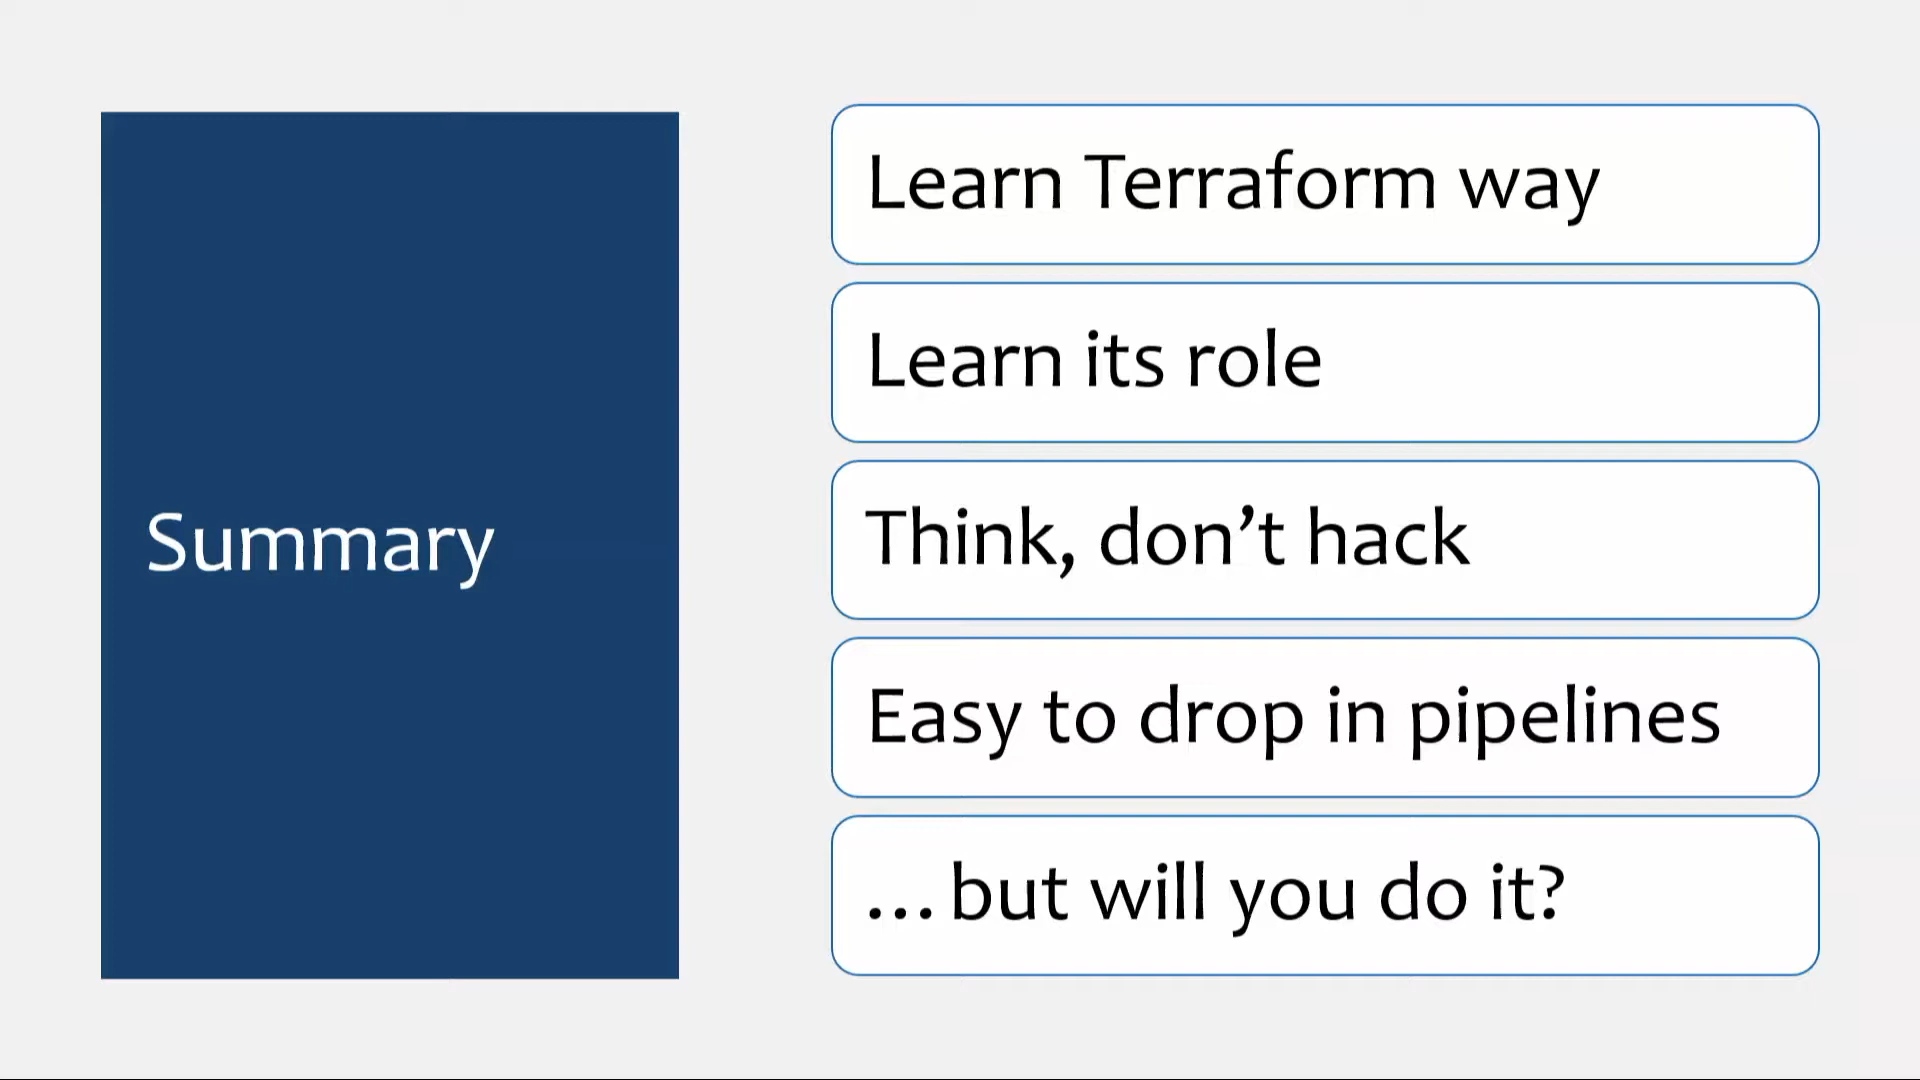 Summary
Learn Terraform way
Learn its role
Think, don’t hack
Easy to drop in pipelines
…but will you do it?